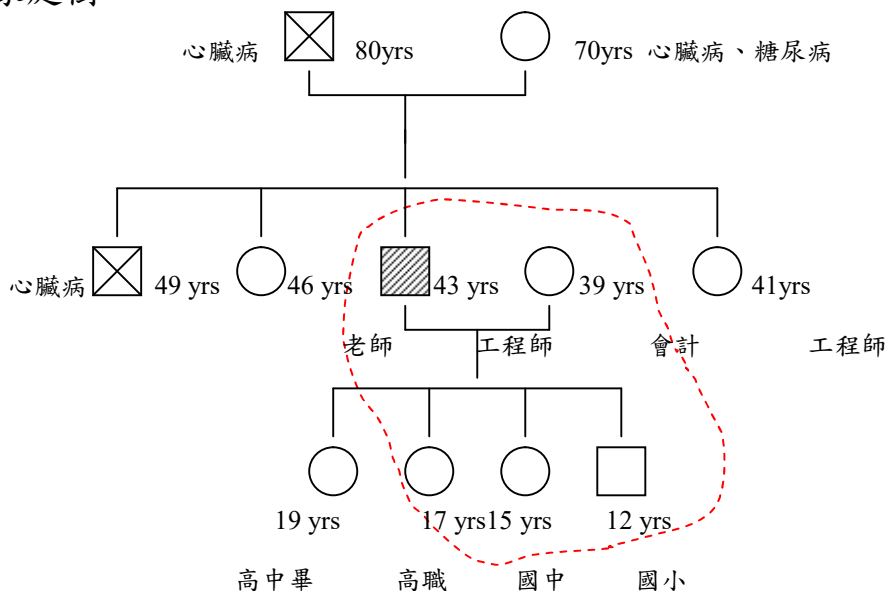 心臟病 80yrs 70yrs 心臟病、糖尿病
心臟病 49 yrs 46 yrs 43 yrs 39 yrs 41yrs
老師 工程師 會計 工程師
19 yrs 17 yrs 15 yrs 12 yrs
高中畢 高職 國中 國小